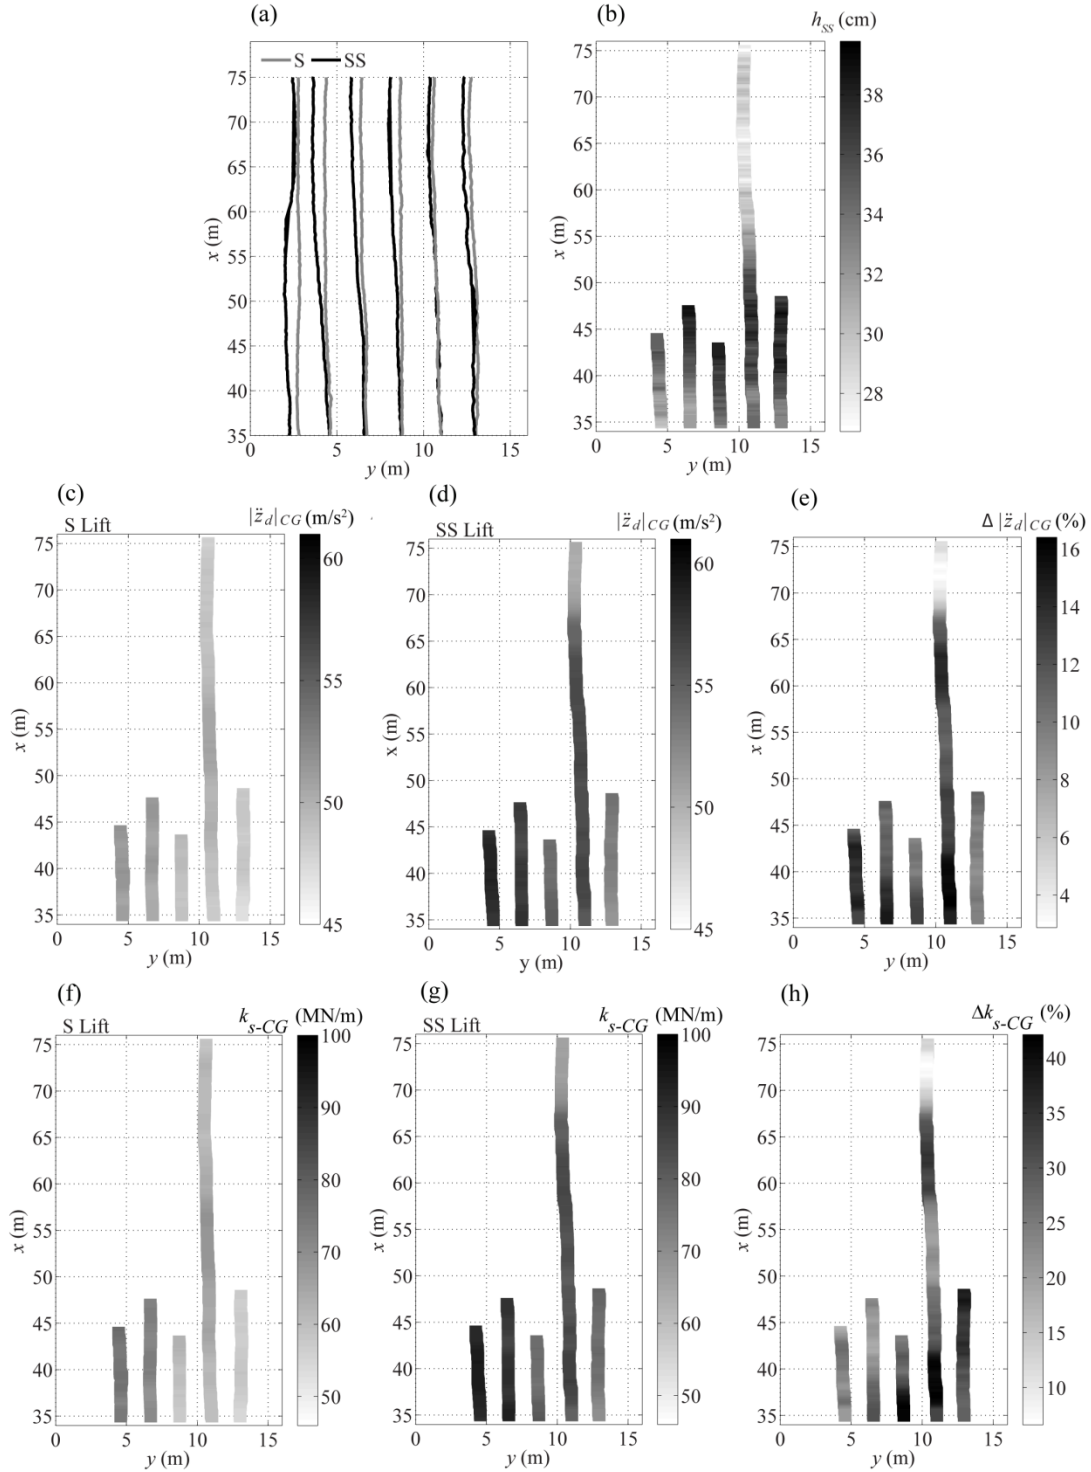 (a)
S SS
75
70
65
60
55
50
45
40
35
0 5 10 15
x (m)
y (m)
(b)
h_SS (cm)
75
70
65
60
55
50
45
40
35
0 5 10 15
x (m)
y (m)
38
36
34
32
30
28
(c)
S Lift
|z̈_d|_CG (m/s²)
75
70
65
60
55
50
45
40
35
0 5 10 15
x (m)
y (m)
60
55
50
45
(d)
SS Lift
|z̈_d|_CG (m/s²)
75
70
65
60
55
50
45
40
35
0 5 10 15
x (m)
y (m)
60
55
50
45
(e)
Δ |z̈_d|_CG (%)
75
70
65
60
55
50
45
40
35
0 5 10 15
x (m)
y (m)
16
14
12
10
8
6
4
(f)
S Lift
k_s-CG (MN/m)
75
70
65
60
55
50
45
40
35
0 5 10 15
x (m)
y (m)
100
90
80
70
60
50
(g)
SS Lift
k_s-CG (MN/m)
75
70
65
60
55
50
45
40
35
0 5 10 15
x (m)
y (m)
100
90
80
70
60
50
(h)
Δk_s-CG (%)
75
70
65
60
55
50
45
40
35
0 5 10 15
x (m)
y (m)
40
30
20
10